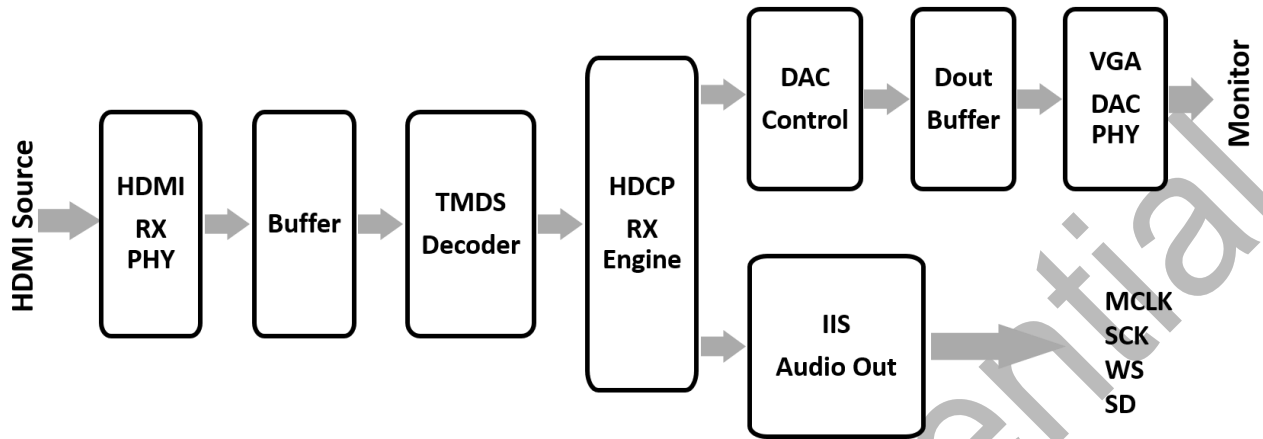 HDMI Source
HDMI
RX
PHY
Buffer
TMDS
Decoder
HDCP
RX
Engine
DAC
Control
Dout
Buffer
VGA
DAC
PHY
Monitor
IIS
Audio Out
MCLK
SCK
WS
SD
ential